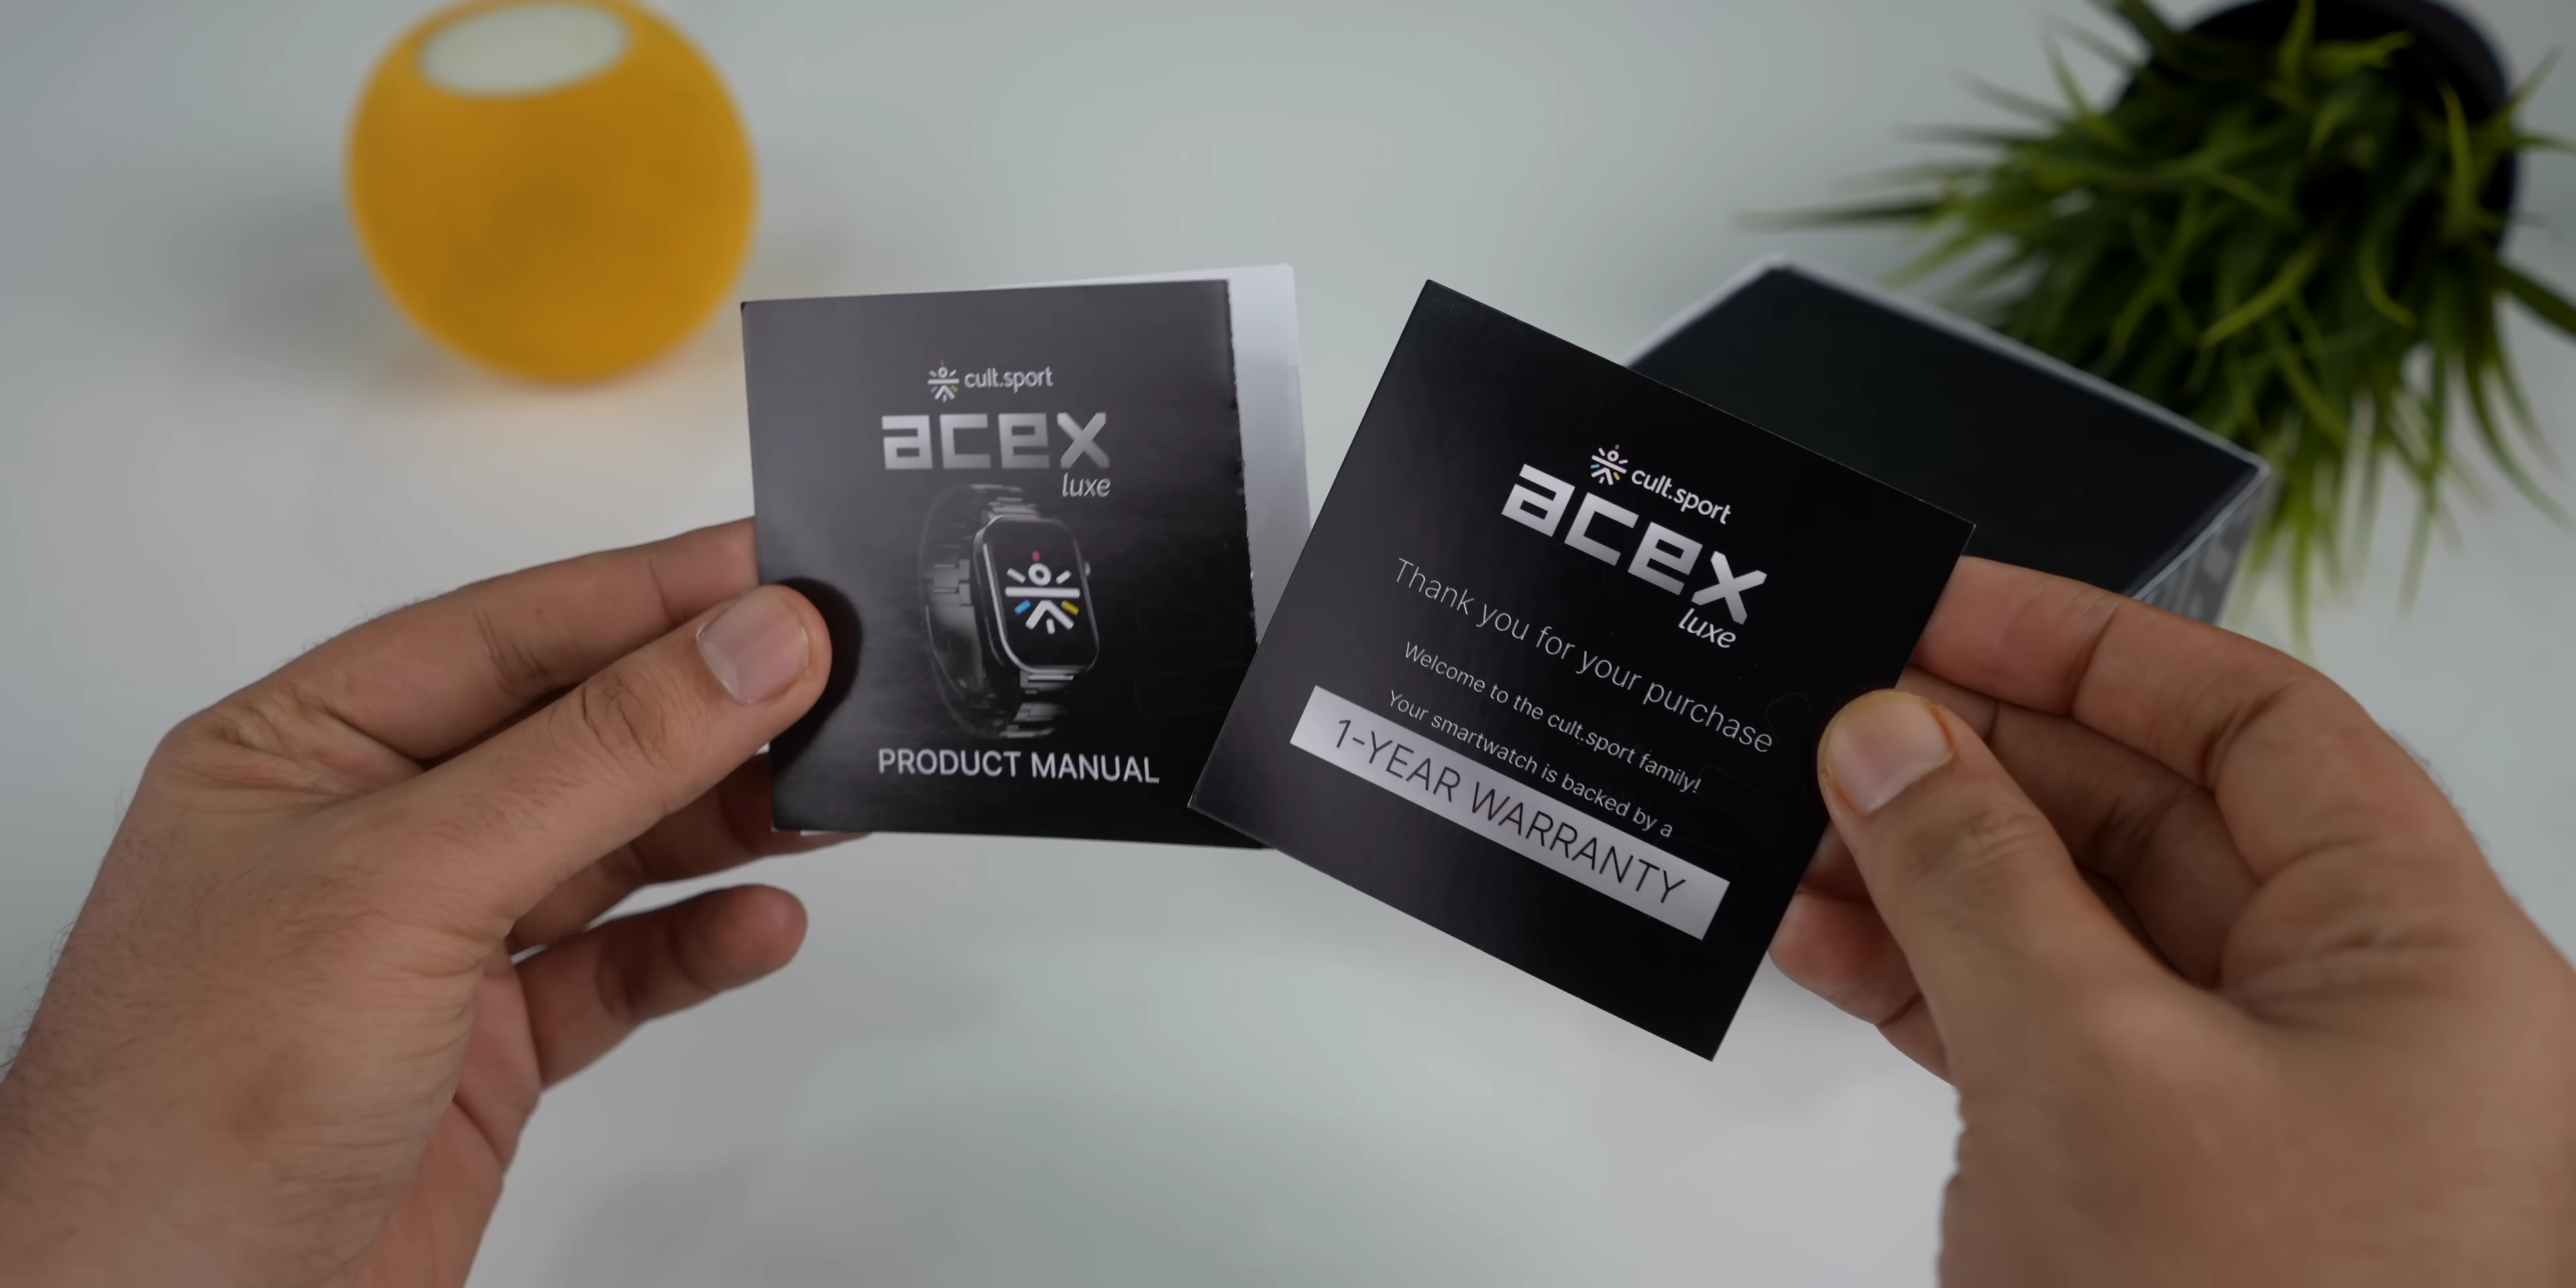 cult.sport
acex
luxe
PRODUCT MANUAL
cult.sport
acex
luxe
Thank you for your purchase
Welcome to the cult.sport family!
Your smartwatch is backed by a
1-YEAR WARRANTY